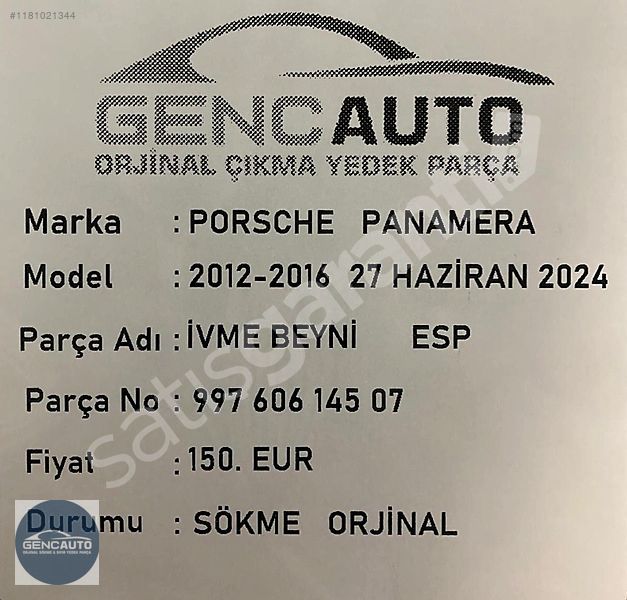 #1181021344
GENCAUTO
ORJİNAL ÇIKMA YEDEK PARÇA
Marka : PORSCHE PANAMERA
Model : 2012-2016 27 HAZİRAN 2024
Parça Adı : İVME BEYNİ ESP
Parça No : 997 606 145 07
Fiyat : 150. EUR
Durumu : SÖKME ORJİNAL
satışgaranti
GENCAUTO